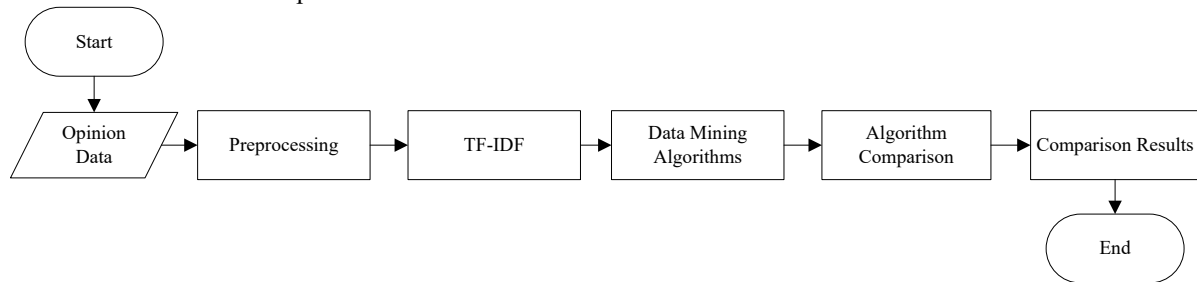 Start
Opinion
Data
Preprocessing
TF-IDF
Data Mining
Algorithms
Algorithm
Comparison
Comparison Results
End